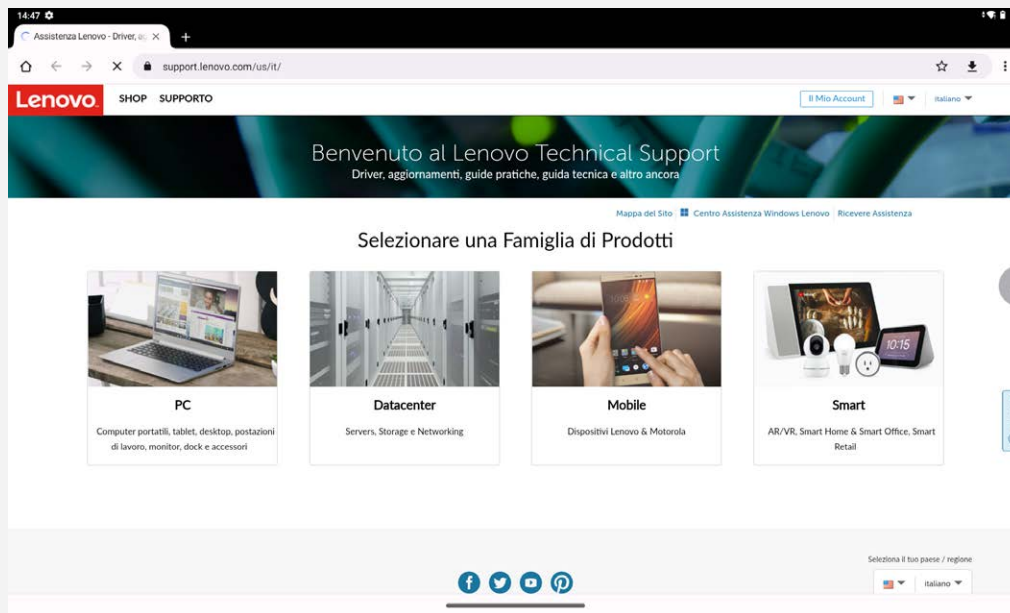 14:47
Assistenza Lenovo - Driver, ag
support.lenovo.com/us/it/
Lenovo
SHOP SUPPORTO
Il Mio Account
italiano
Benvenuto al Lenovo Technical Support
Driver, aggiornamenti, guide pratiche, guida tecnica e altro ancora
Mappa del Sito Centro Assistenza Windows Lenovo Ricevere Assistenza
Selezionare una Famiglia di Prodotti
10:15
PC
Computer portatili, tablet, desktop, postazioni
di lavoro, monitor, dock e accessori
Datacenter
Servers, Storage e Networking
Mobile
Dispositivi Lenovo & Motorola
Smart
AR/VR, Smart Home & Smart Office, Smart
Retail
Seleziona il tuo paese / regione
italiano